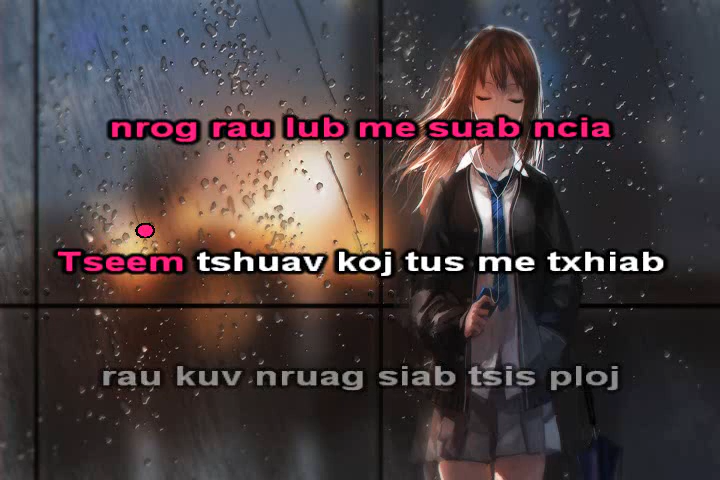 nrog rau lub me suab ncia
Tseem tshuav koj tus me txhiab
rau kuv nruag siab tsis ploj